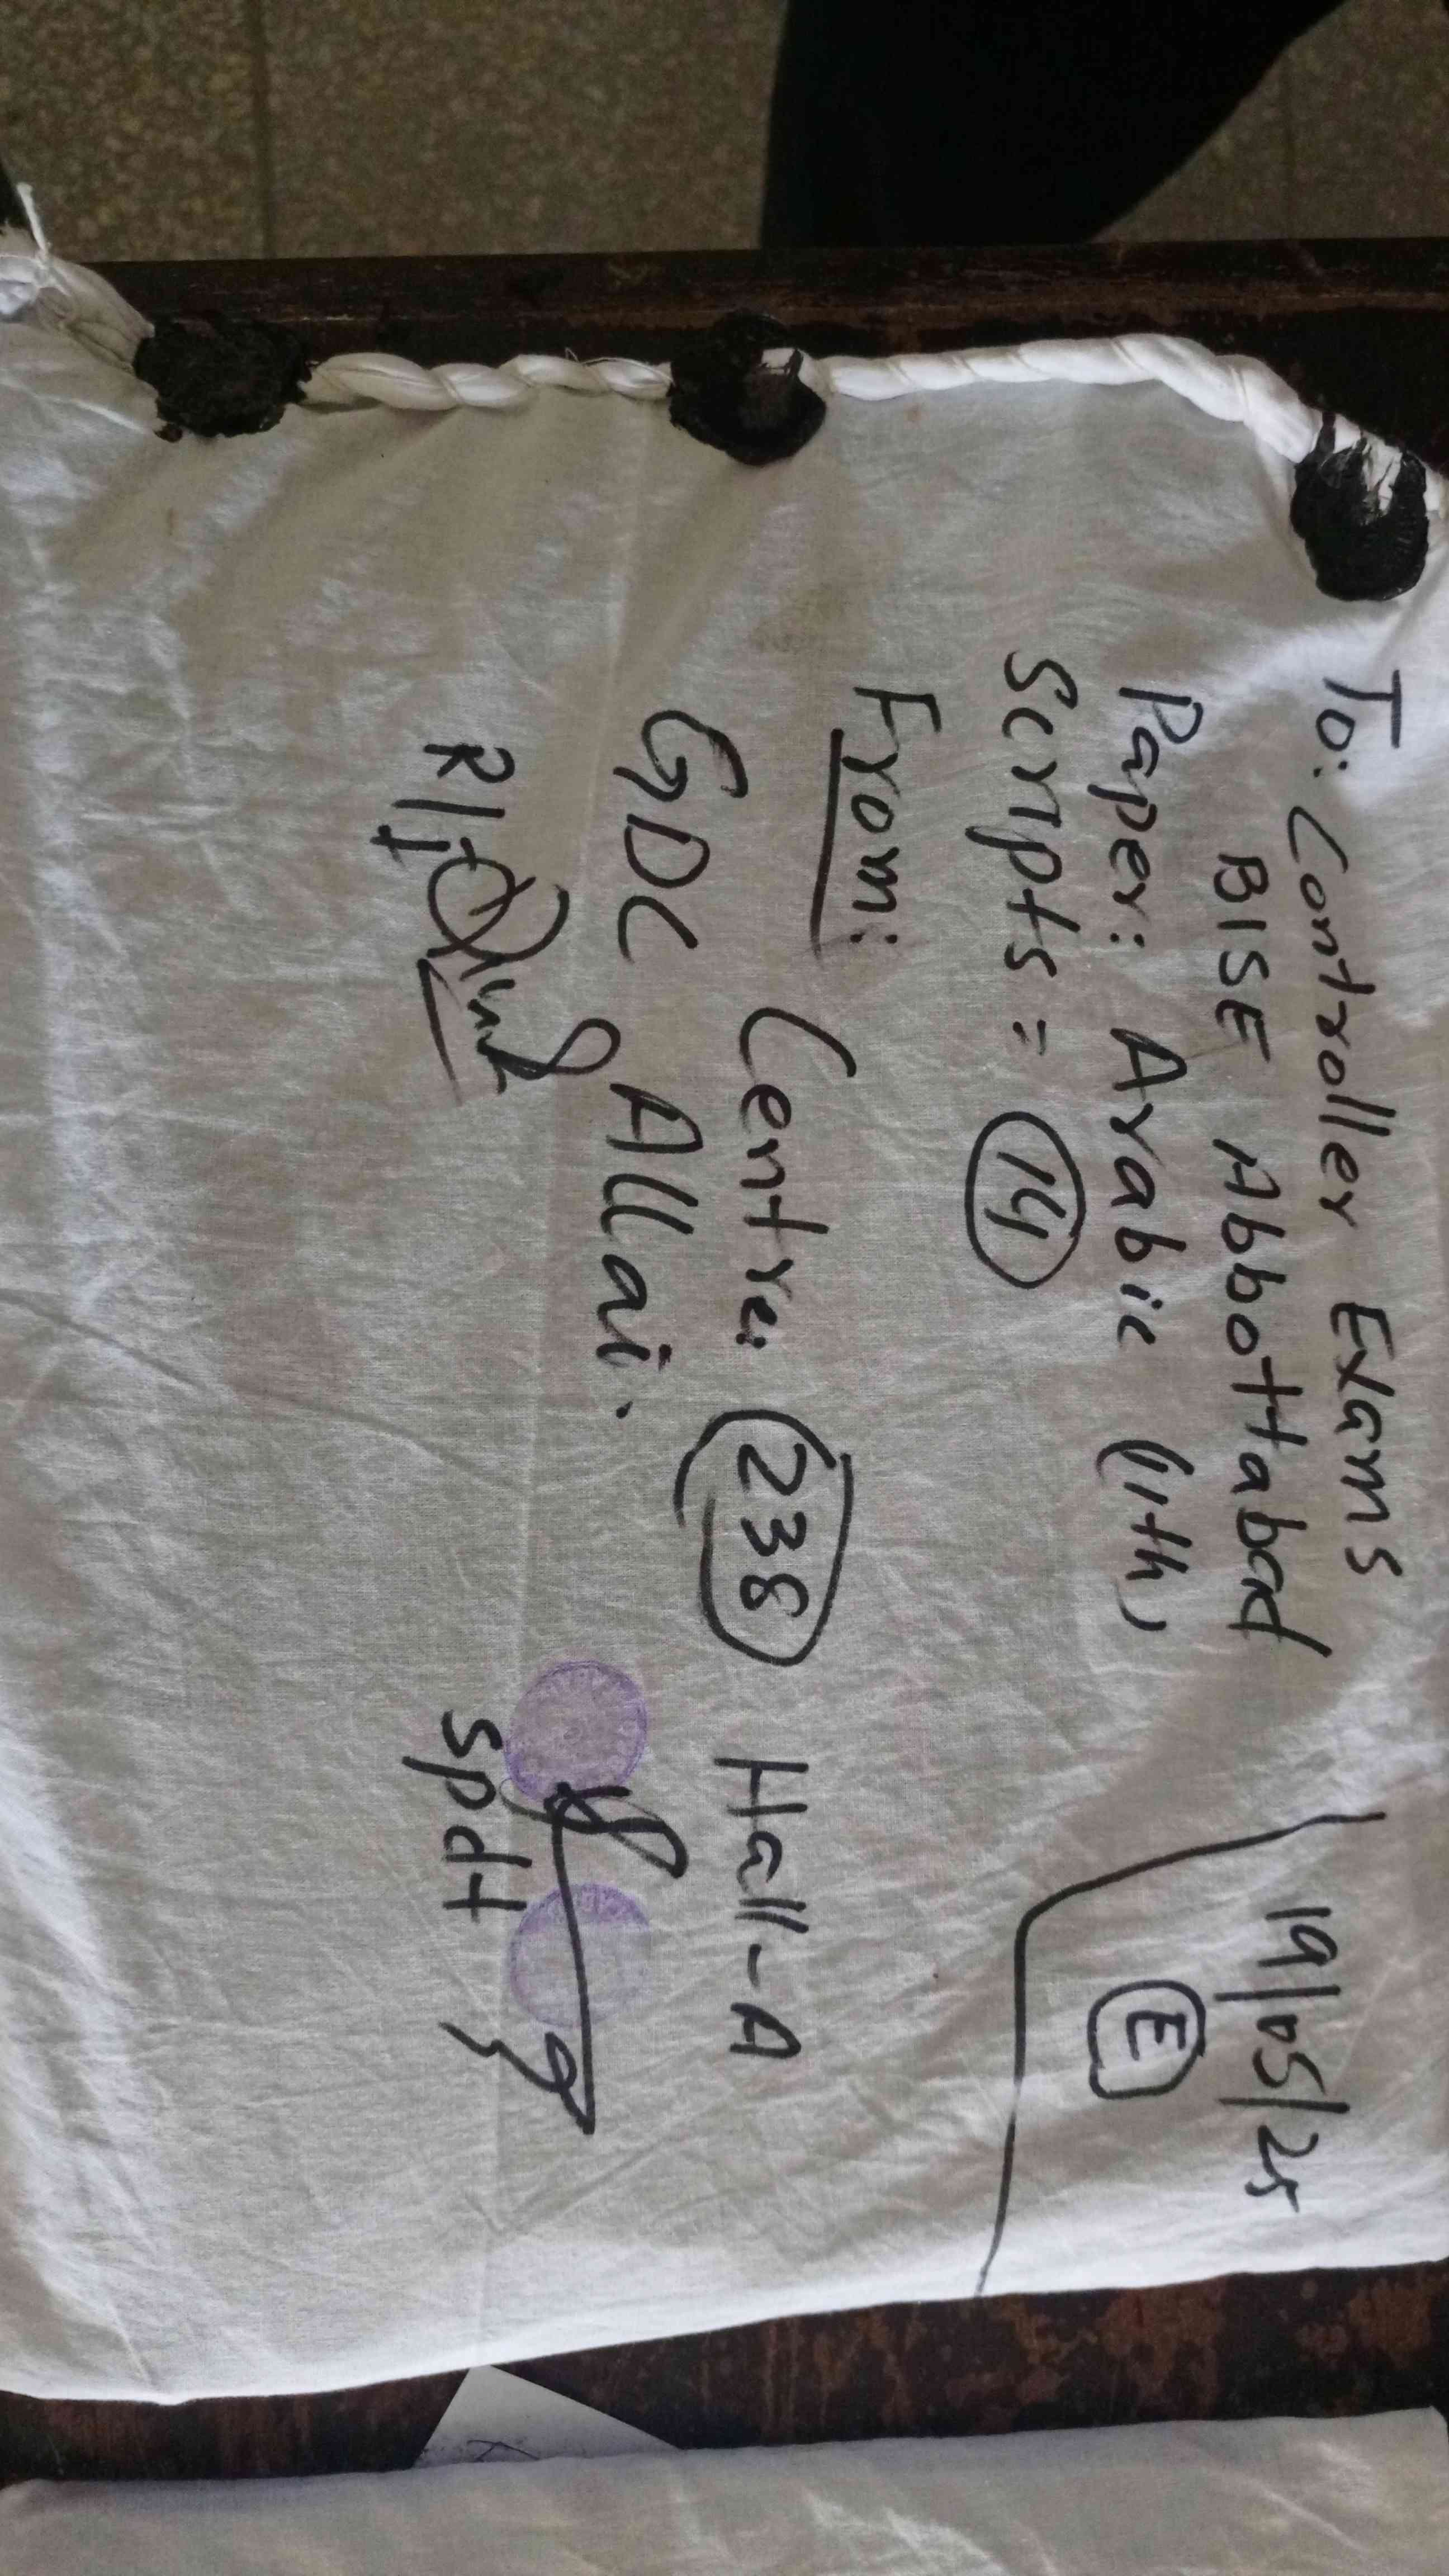 19/05/25
E
To: Controller Exams
BISE Abbottabad
Paper: Arabic (11th)
Scripts = 14
From:
Centre: 238 Hall-A
GDC Allai.
R/I
Spdt